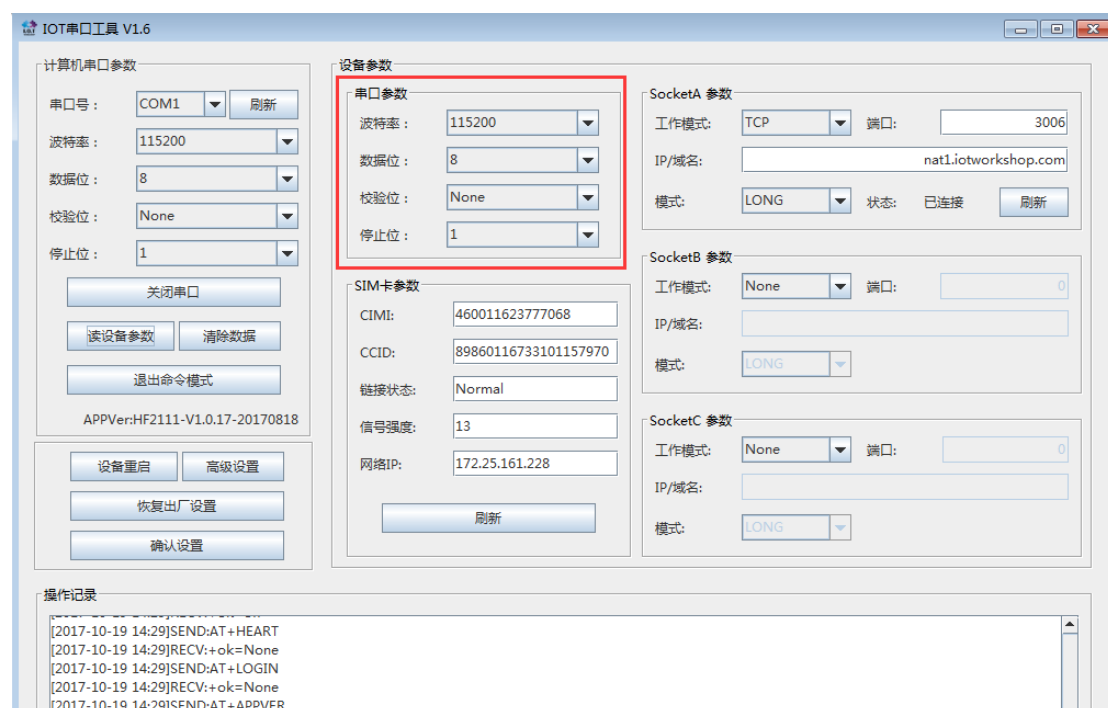 IOT串口工具 V1.6
计算机串口参数
串口号：
COM1
刷新
波特率：
115200
数据位：
8
校验位：
None
停止位：
1
关闭串口
读设备参数
清除数据
退出命令模式
APPVer:HF2111-V1.0.17-20170818
设备重启
高级设置
恢复出厂设置
确认设置
设备参数
串口参数
波特率：
115200
数据位：
8
校验位：
None
停止位：
1
SIM卡参数
CIMI:
460011623777068
CCID:
89860116733101157970
链接状态:
Normal
信号强度:
13
网络IP:
172.25.161.228
刷新
SocketA 参数
工作模式:
TCP
端口:
3006
IP/域名:
nat1.iotworkshop.com
模式:
LONG
状态:
已连接
刷新
SocketB 参数
工作模式:
None
端口:
0
IP/域名:
模式:
LONG
SocketC 参数
工作模式:
None
端口:
0
IP/域名:
模式:
LONG
操作记录
[2017-10-19 14:29]SEND:AT+HEART
[2017-10-19 14:29]RECV:+ok=None
[2017-10-19 14:29]SEND:AT+LOGIN
[2017-10-19 14:29]RECV:+ok=None
[2017-10-19 14:29]SEND:AT+APPVER